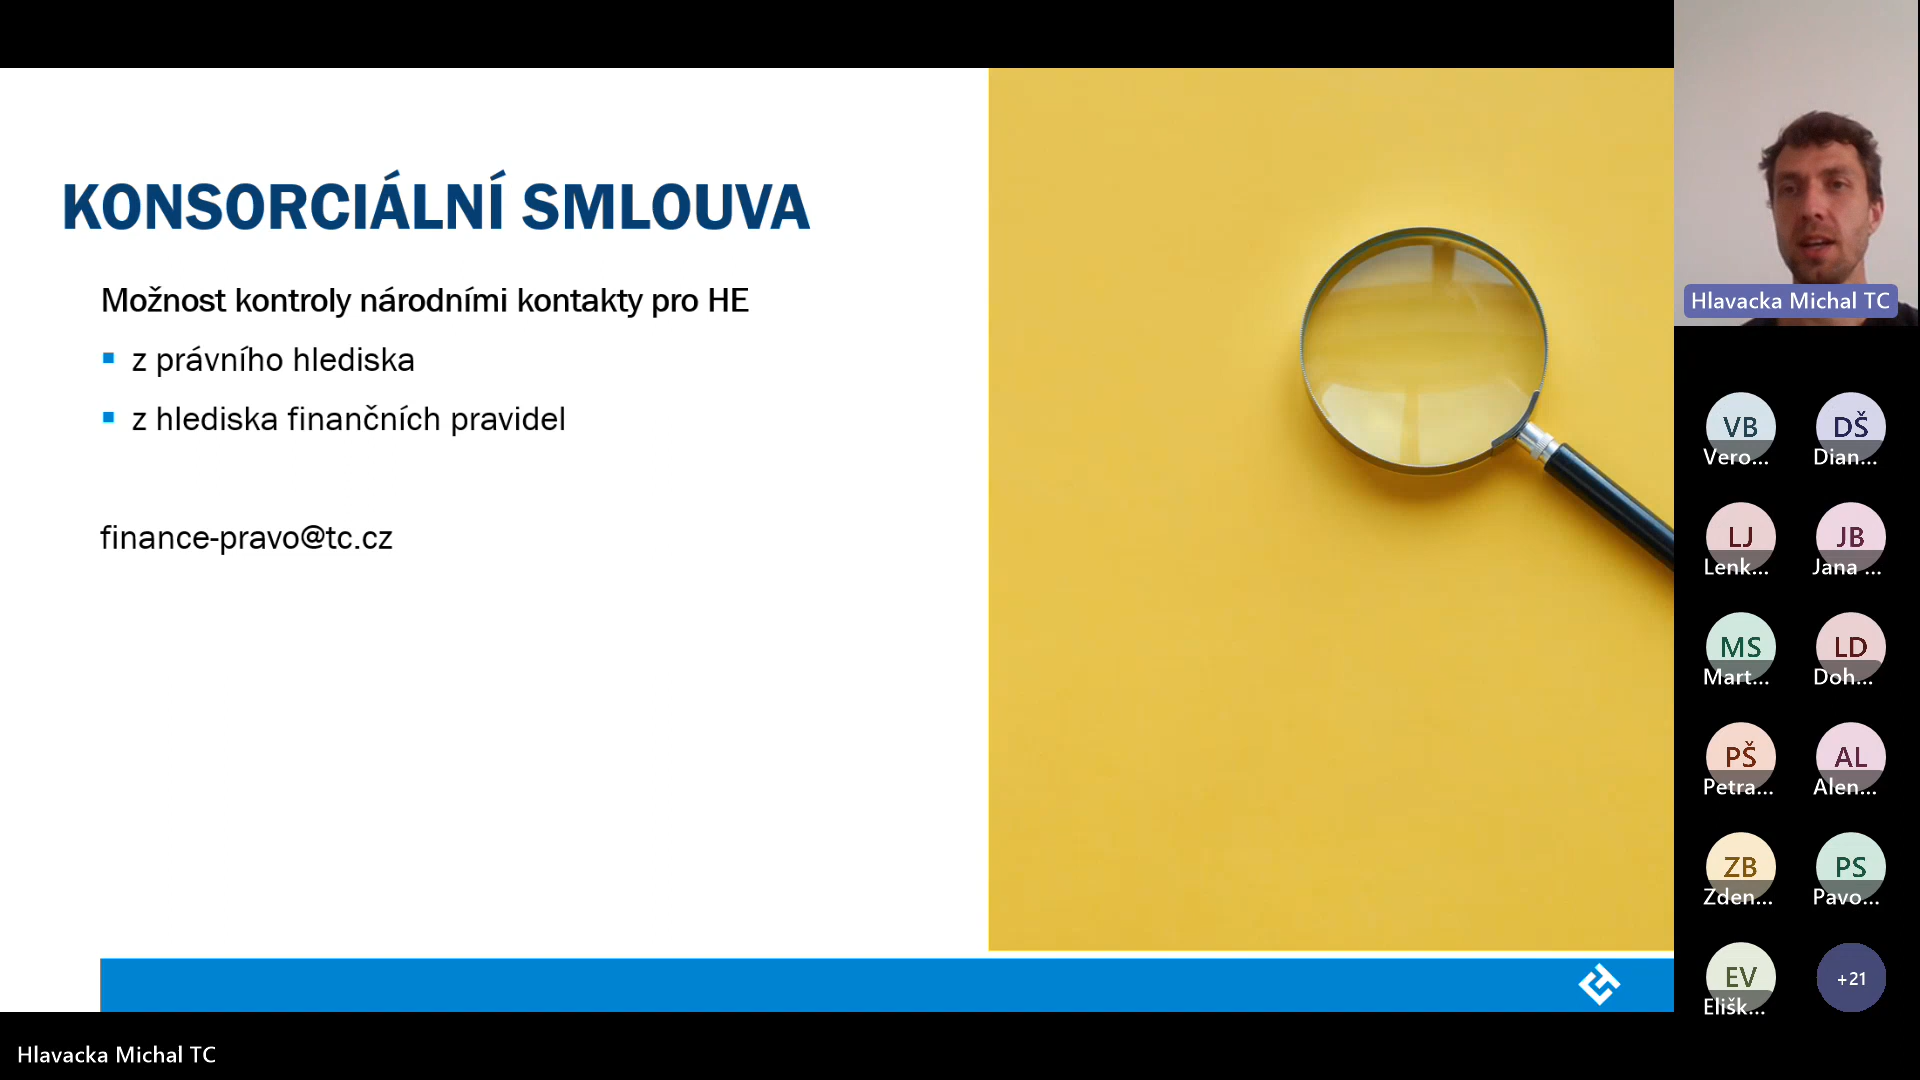 KONSORCIÁLNÍ SMLOUVA
Možnost kontroly národními kontakty pro HE
z právního hlediska
z hlediska finančních pravidel
finance-pravo@tc.cz
Hlavacka Michal TC
VB
Vero...
DŠ
Dian...
LJ
Lenk...
JB
Jana ...
MS
Mart...
LD
Doh...
PŠ
Petra...
AL
Alen...
ZB
Zden...
PS
Pavo...
EV
Elišk...
+21
Hlavacka Michal TC